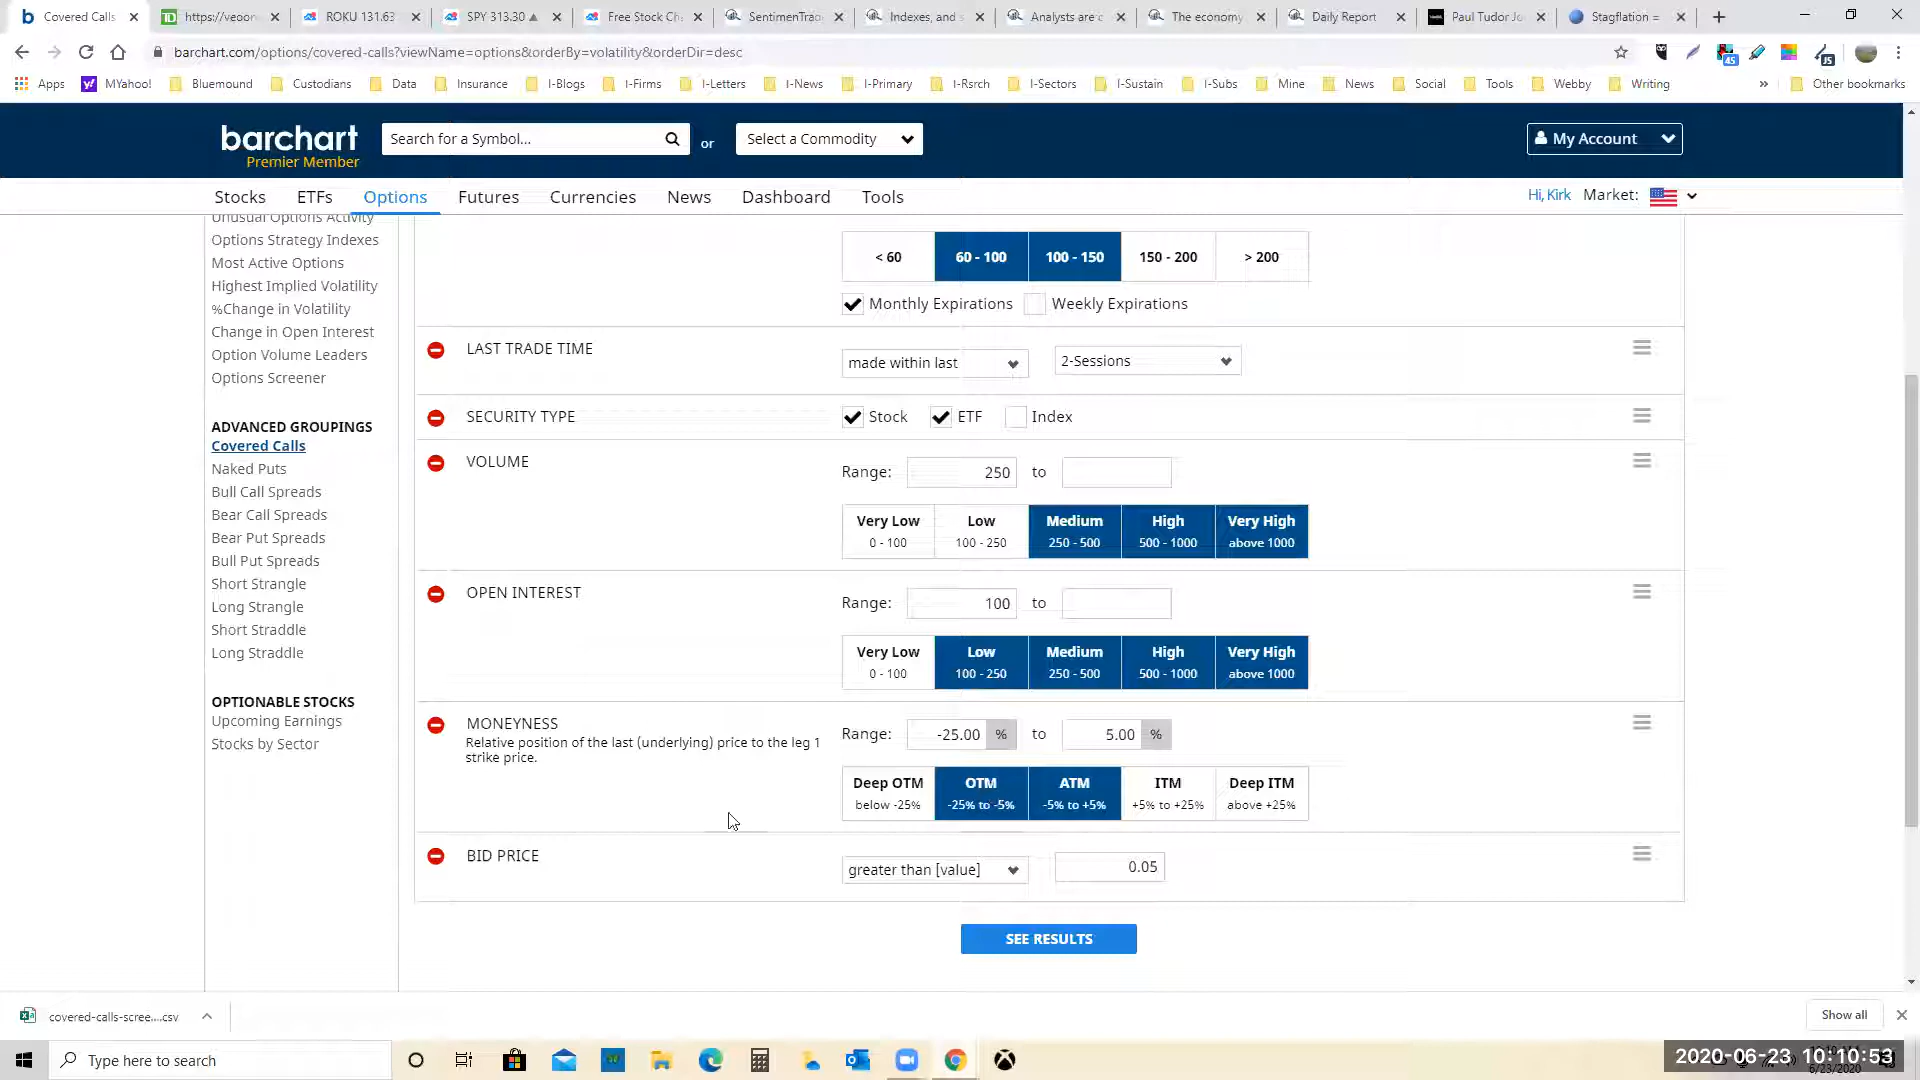 Covered Calls
https://veoon
ROKU 131.63
SPY 313.30 ▲
Free Stock Ch
SentimenTra
Indexes, and s
Analysts are c
The economy
Daily Report
Paul Tudor Jo
Stagflation =
barchart.com/options/covered-calls?viewName=options&orderBy=volatility&orderDir=desc
45
JS
Apps MYahoo! Bluemound Custodians Data Insurance I-Blogs I-Firms I-Letters I-News I-Primary I-Rsrch I-Sectors I-Sustain I-Subs Mine News Social Tools Webby Writing » Other bookmarks
barchart
Premier Member
Search for a Symbol...
or
Select a Commodity
My Account
Stocks ETFs Options Futures Currencies News Dashboard Tools
Hi, Kirk Market:
Unusual Options Activity
Options Strategy Indexes
Most Active Options
Highest Implied Volatility
%Change in Volatility
Change in Open Interest
Option Volume Leaders
Options Screener
ADVANCED GROUPINGS
Covered Calls
Naked Puts
Bull Call Spreads
Bear Call Spreads
Bear Put Spreads
Bull Put Spreads
Short Strangle
Long Strangle
Short Straddle
Long Straddle
OPTIONABLE STOCKS
Upcoming Earnings
Stocks by Sector
< 60 60 - 100 100 - 150 150 - 200 > 200
Monthly Expirations Weekly Expirations
LAST TRADE TIME made within last 2-Sessions
SECURITY TYPE Stock ETF Index
VOLUME
Range: 250 to
Very Low Low Medium High Very High
0 - 100 100 - 250 250 - 500 500 - 1000 above 1000
OPEN INTEREST
Range: 100 to
Very Low Low Medium High Very High
0 - 100 100 - 250 250 - 500 500 - 1000 above 1000
MONEYNESS
Relative position of the last (underlying) price to the leg 1
strike price.
Range: -25.00 % to 5.00 %
Deep OTM OTM ATM ITM Deep ITM
below -25% -25% to -5% -5% to +5% +5% to +25% above +25%
BID PRICE greater than [value] 0.05
SEE RESULTS
covered-calls-scree....csv
Show all
Type here to search
2020-06-23 10:10:53
6/23/2020